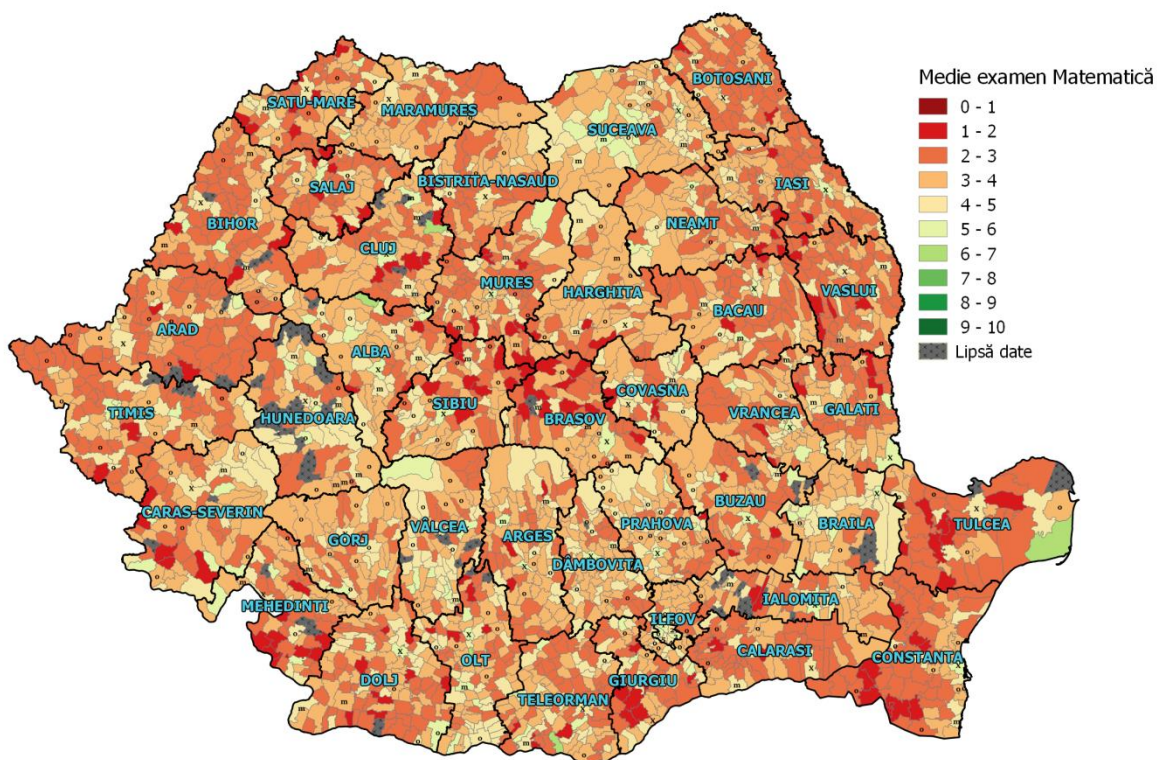 Medie examen Matematică
0 - 1
1 - 2
2 - 3
3 - 4
4 - 5
5 - 6
6 - 7
7 - 8
8 - 9
9 - 10
Lipsă date
BOTOSANI
SATU-MARE
MARAMURES
SUCEAVA
SALAJ
BISTRITA-NASAUD
IASI
BIHOR
NEAMT
CLUJ
MURES
HARGHITA
VASLUI
BACAU
ARAD
ALBA
COVASNA
SIBIU
BRASOV
VRANCEA
GALATI
TIMIS
HUNEDOARA
CARAS-SEVERIN
BUZAU
VÂLCEA
PRAHOVA
BRAILA
TULCEA
GORJ
ARGES
DÂMBOVITA
MEHEDINTI
IALOMITA
ILFOV
OLT
CALARASI
CONSTANTA
DOLJ
GIURGIU
TELEORMAN